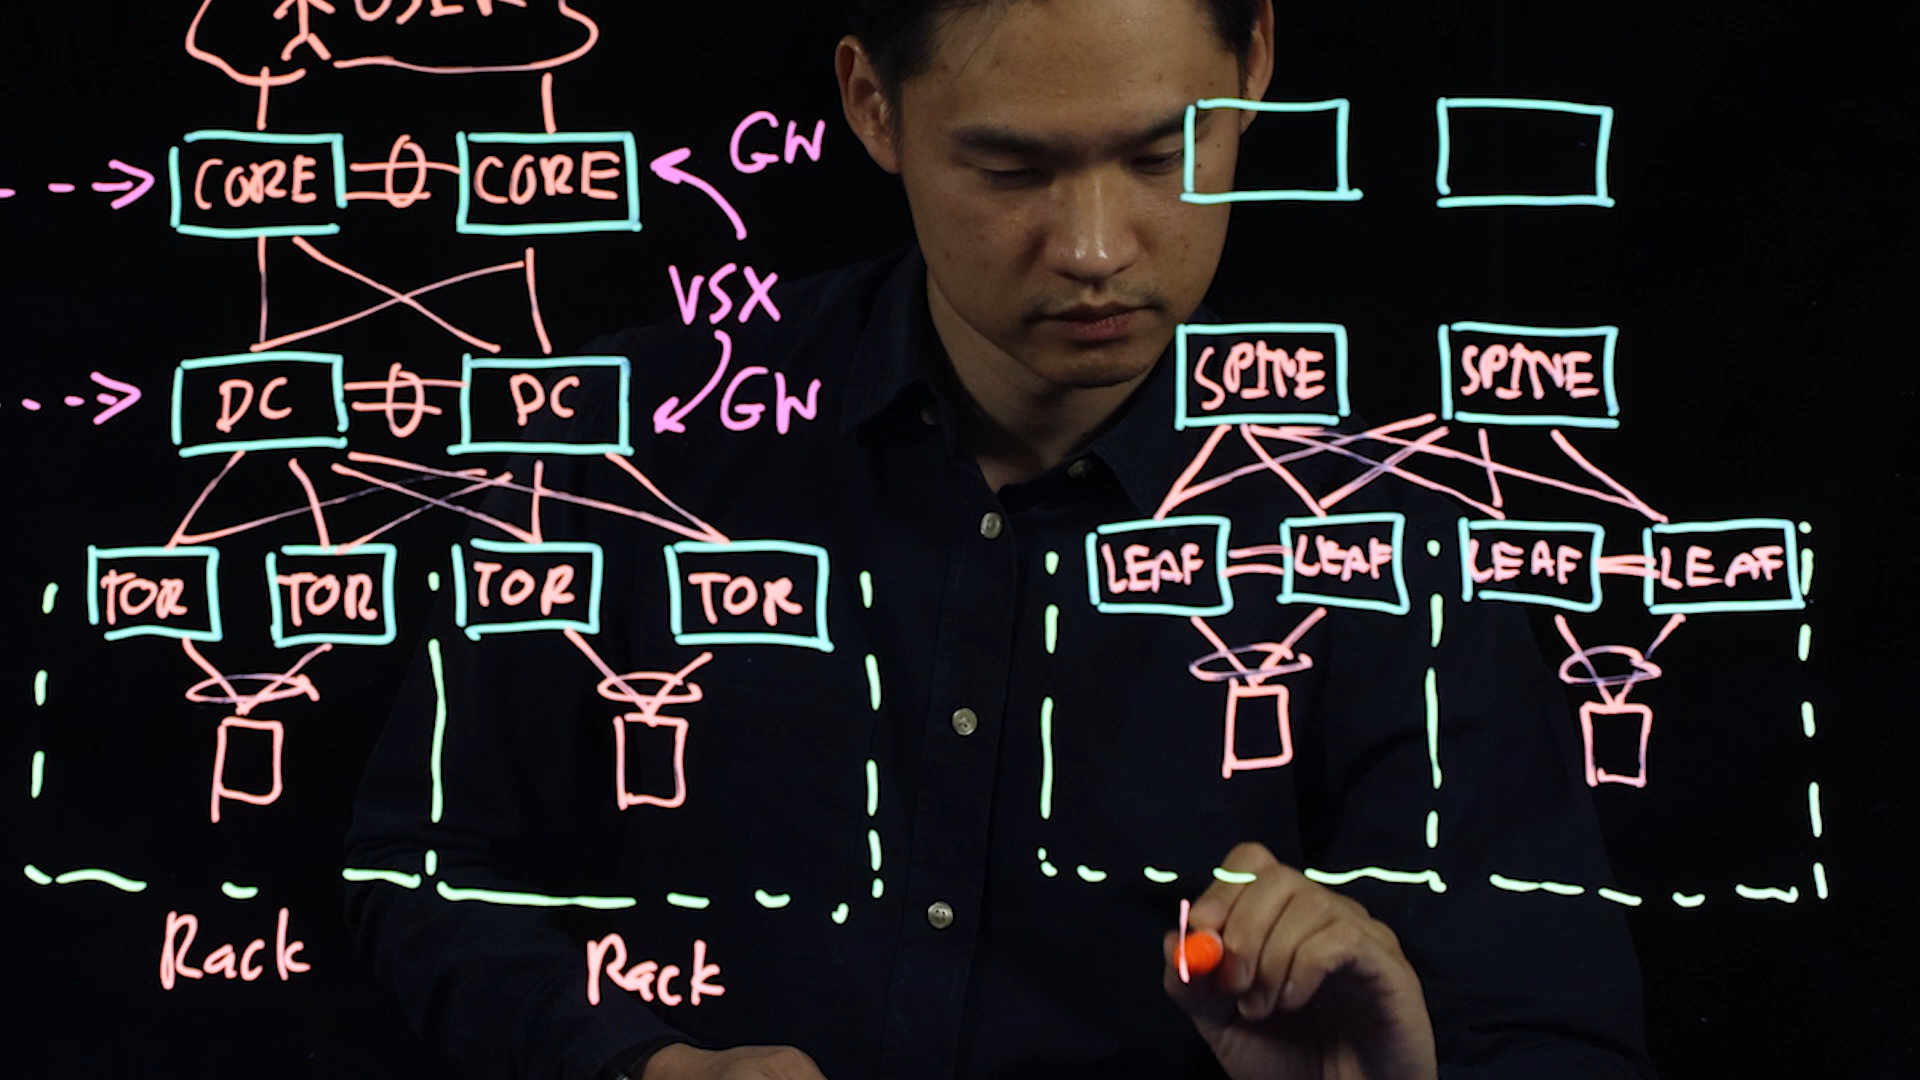 USER
CORE CORE GW
VSX
DC DC GW
TOR TOR TOR TOR
Rack Rack
SPINE SPINE
LEAF LEAF LEAF LEAF